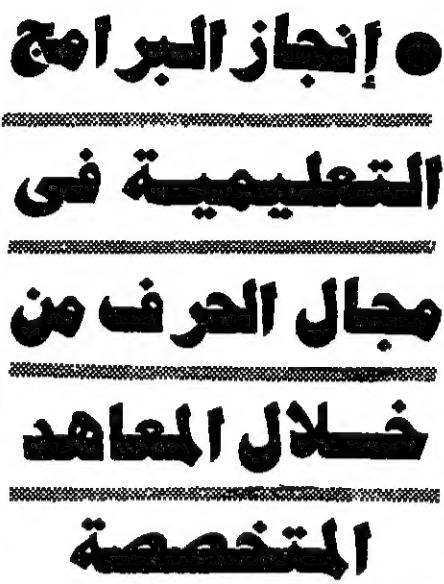 ● إنجاز البرامج
التعليمية فى
مجال الحرف من
خلال المعاهد
المتخصصة